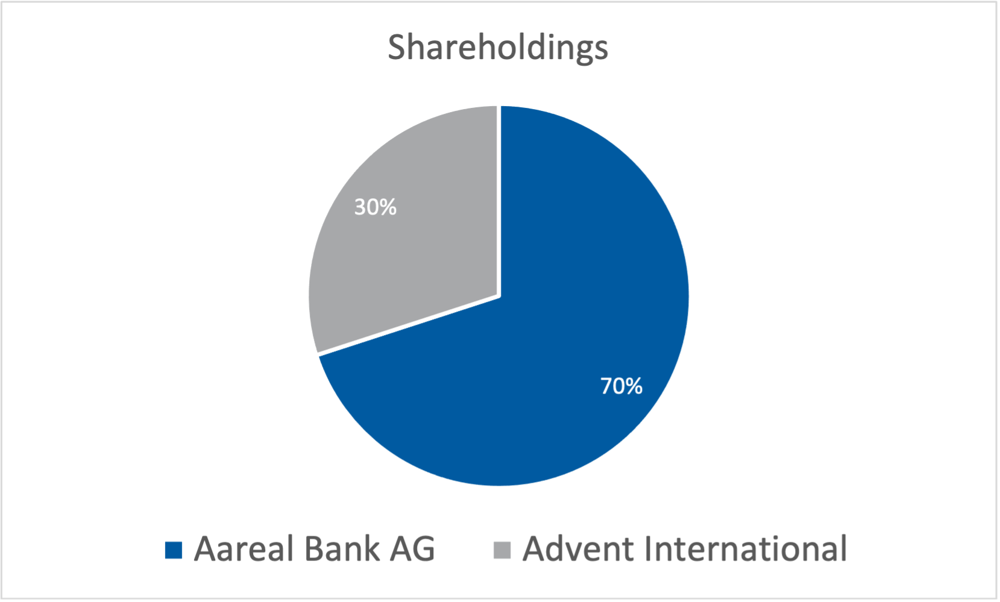 Shareholdings
30%
70%
Aareal Bank AG
Advent International